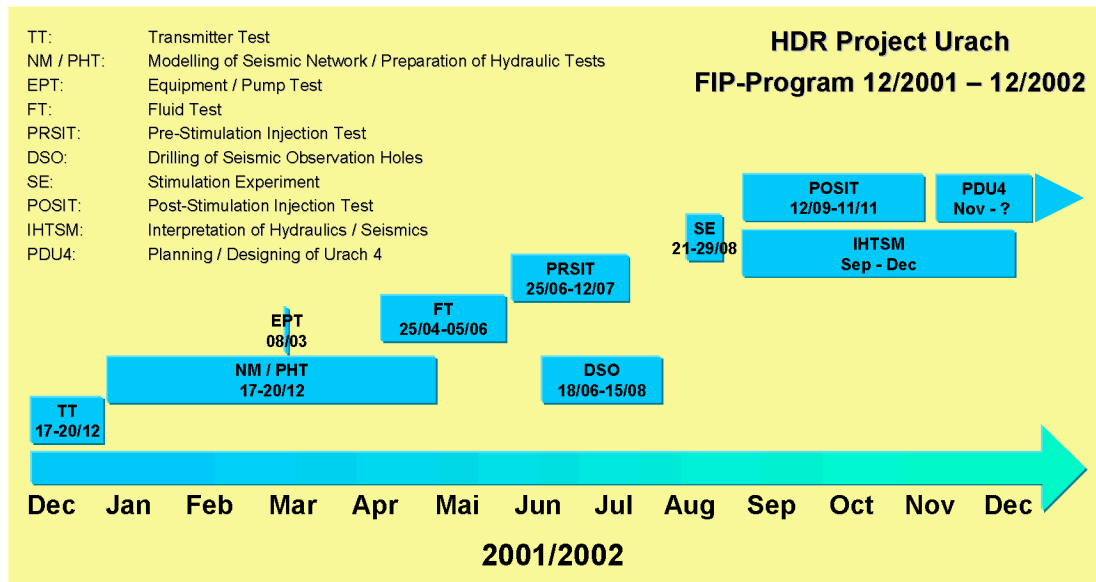 TT: Transmitter Test
NM / PHT: Modelling of Seismic Network / Preparation of Hydraulic Tests
EPT: Equipment / Pump Test
FT: Fluid Test
PRSIT: Pre-Stimulation Injection Test
DSO: Drilling of Seismic Observation Holes
SE: Stimulation Experiment
POSIT: Post-Stimulation Injection Test
IHTSM: Interpretation of Hydraulics / Seismics
PDU4: Planning / Designing of Urach 4
HDR Project Urach
FIP-Program 12/2001 – 12/2002
POSIT
12/09-11/11
PDU4
Nov - ?
SE
21-29/08
IHTSM
Sep - Dec
PRSIT
25/06-12/07
EPT
08/03
FT
25/04-05/06
NM / PHT
17-20/12
DSO
18/06-15/08
TT
17-20/12
Dec Jan Feb Mar Apr Mai Jun Jul Aug Sep Oct Nov Dec
2001/2002